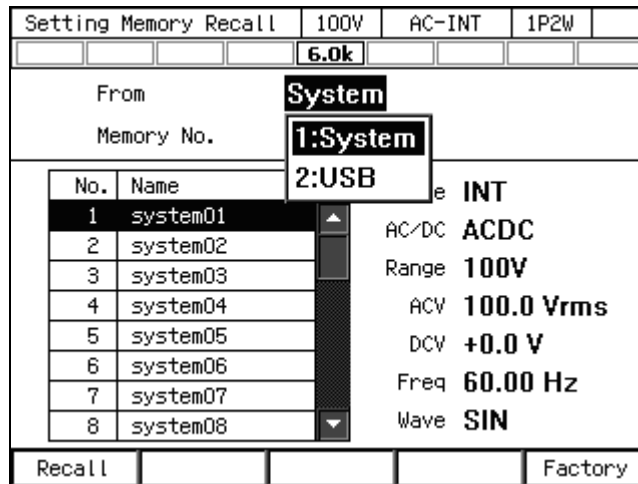 Setting Memory Recall 100V AC-INT 1P2W
6.0k
From System
Memory No. 1:System
2:USB
No. Name e INT
1 system01 AC/DC ACDC
2 system02
3 system03 Range 100V
4 system04 ACV 100.0 Vrms
5 system05 DCV +0.0 V
6 system06 Freq 60.00 Hz
7 system07
8 system08 Wave SIN
Recall Factory